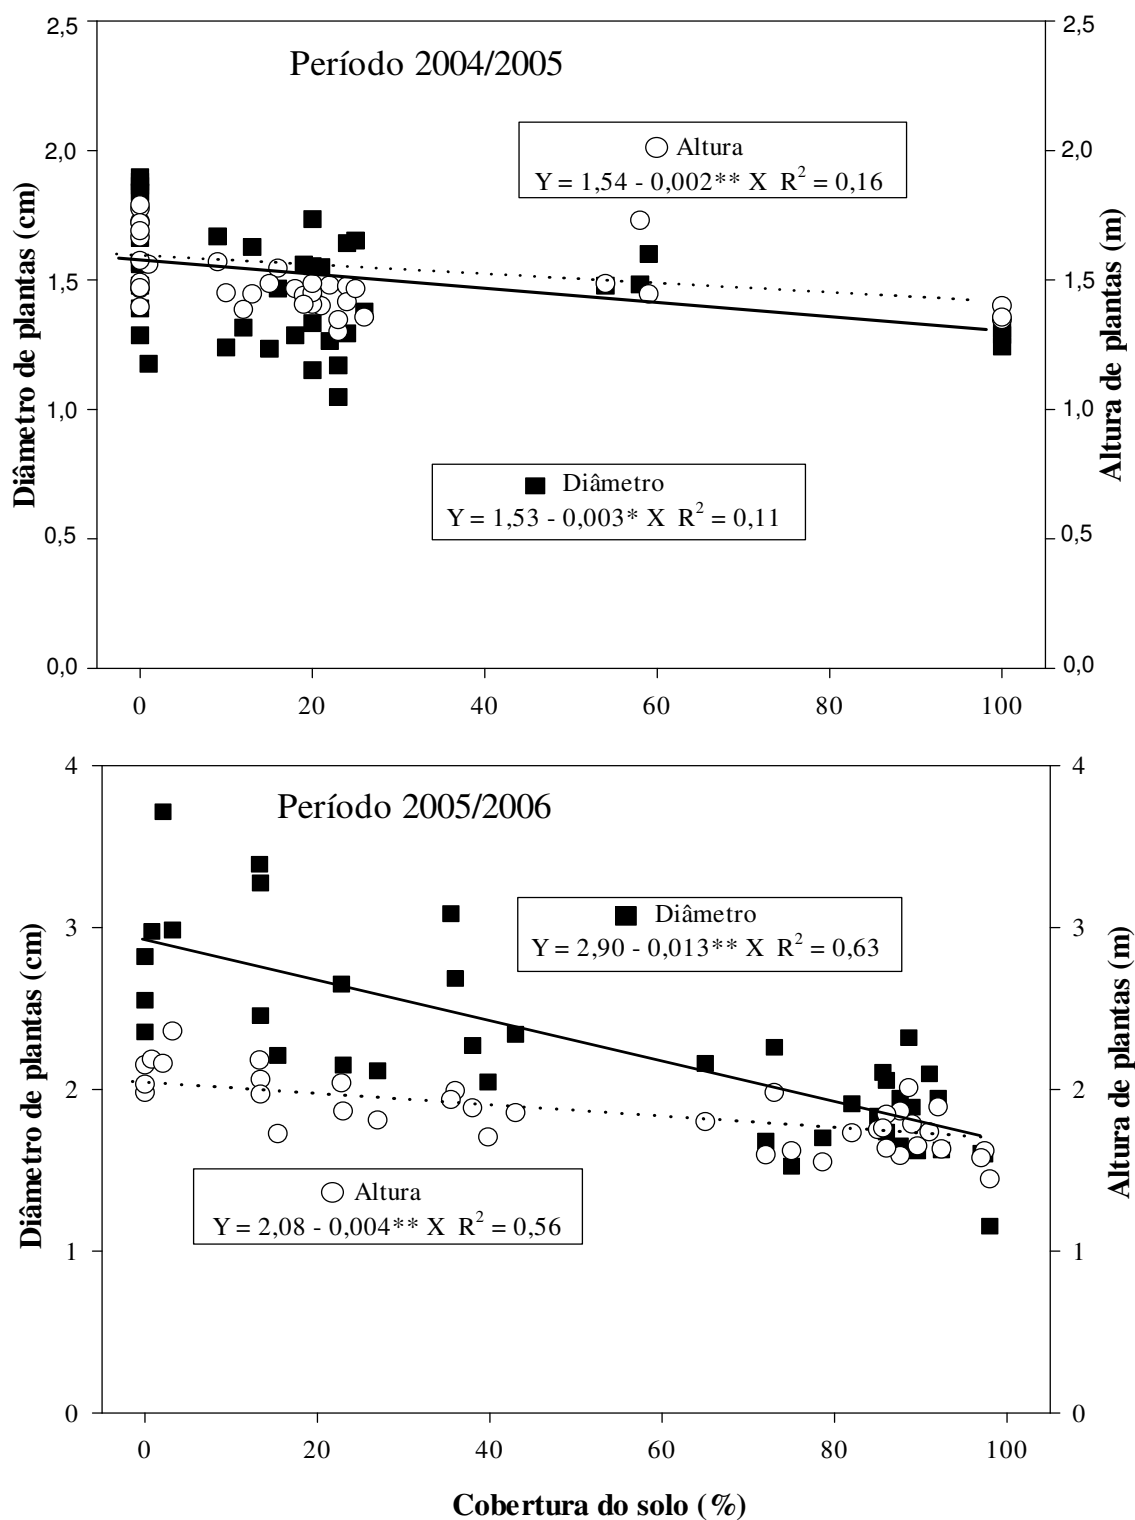 Período 2004/2005
2,5
2,0
1,5
1,0
0,5
0,0
Diâmetro de plantas (cm)
Altura
Y = 1,54 - 0,002** X R² = 0,16
Diâmetro
Y = 1,53 - 0,003* X R² = 0,11
2,5
2,0
1,5
1,0
0,5
0,0
Altura de plantas (m)
0 20 40 60 80 100
Período 2005/2006
4
3
2
1
0
Diâmetro de plantas (cm)
Diâmetro
Y = 2,90 - 0,013** X R² = 0,63
Altura
Y = 2,08 - 0,004** X R² = 0,56
4
3
2
1
0
Altura de plantas (m)
0 20 40 60 80 100
Cobertura do solo (%)